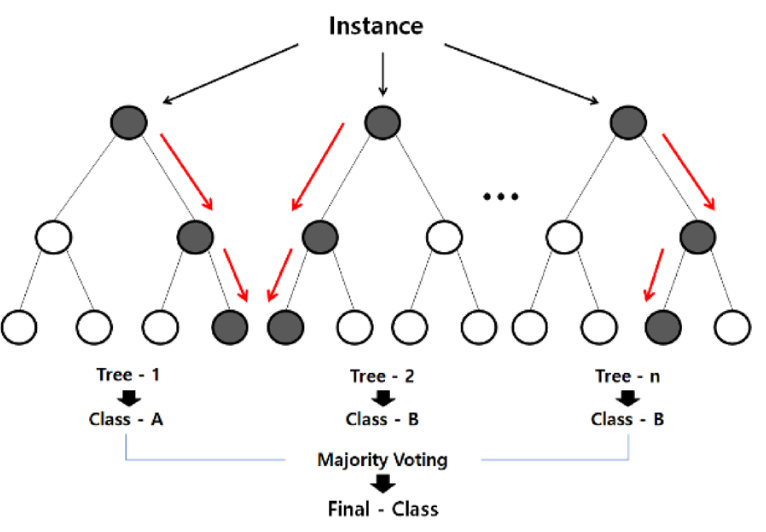 Instance
...
Tree - 1
Tree - 2
Tree - n
Class - A
Class - B
Class - B
Majority Voting
Final - Class